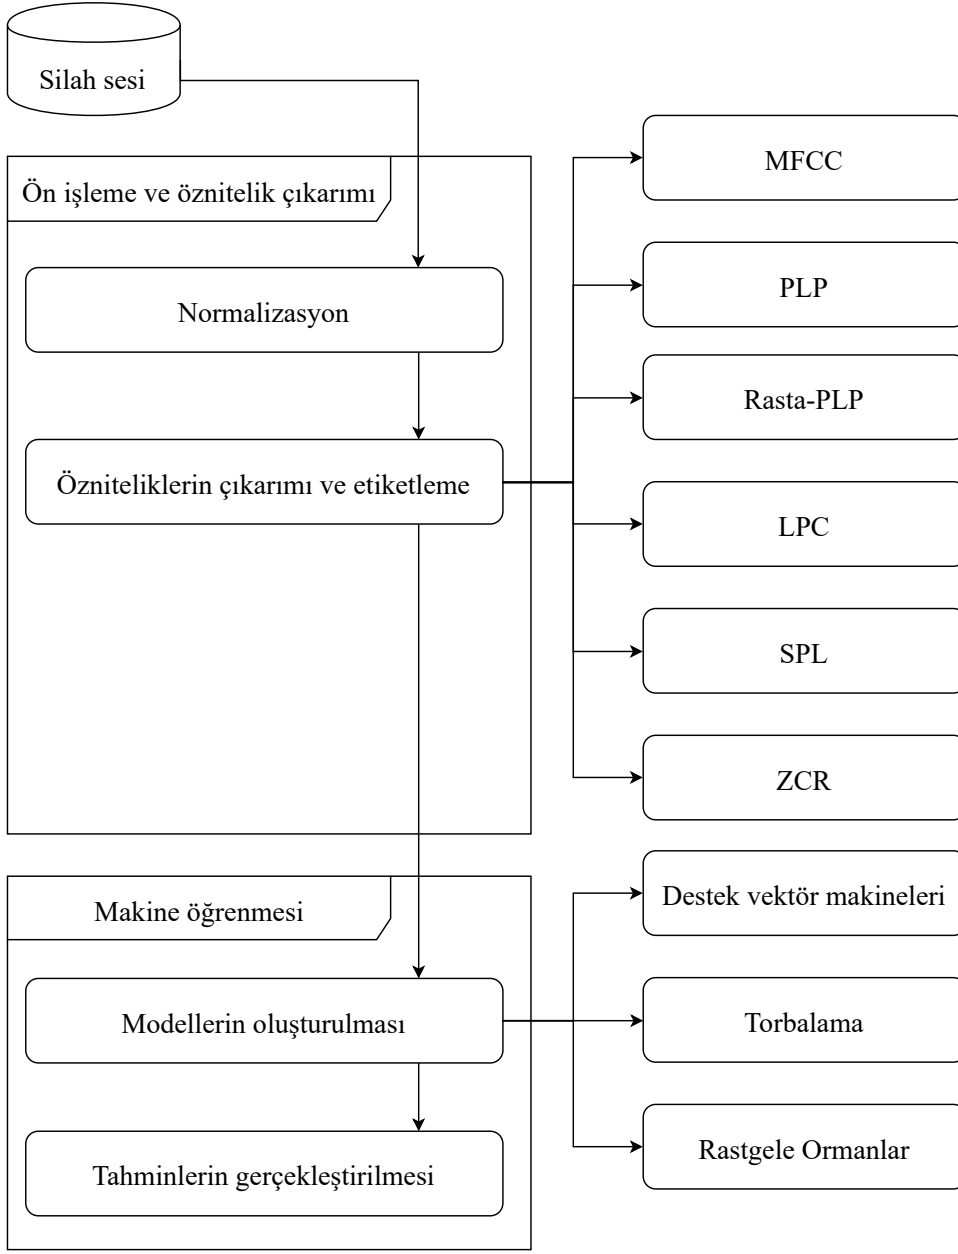 Silah sesi
Ön işleme ve öznitelik çıkarımı
Normalizasyon
Özniteliklerin çıkarımı ve etiketleme
MFCC
PLP
Rasta-PLP
LPC
SPL
ZCR
Makine öğrenmesi
Modellerin oluşturulması
Tahminlerin gerçekleştirilmesi
Destek vektör makineleri
Torbalama
Rastgele Ormanlar